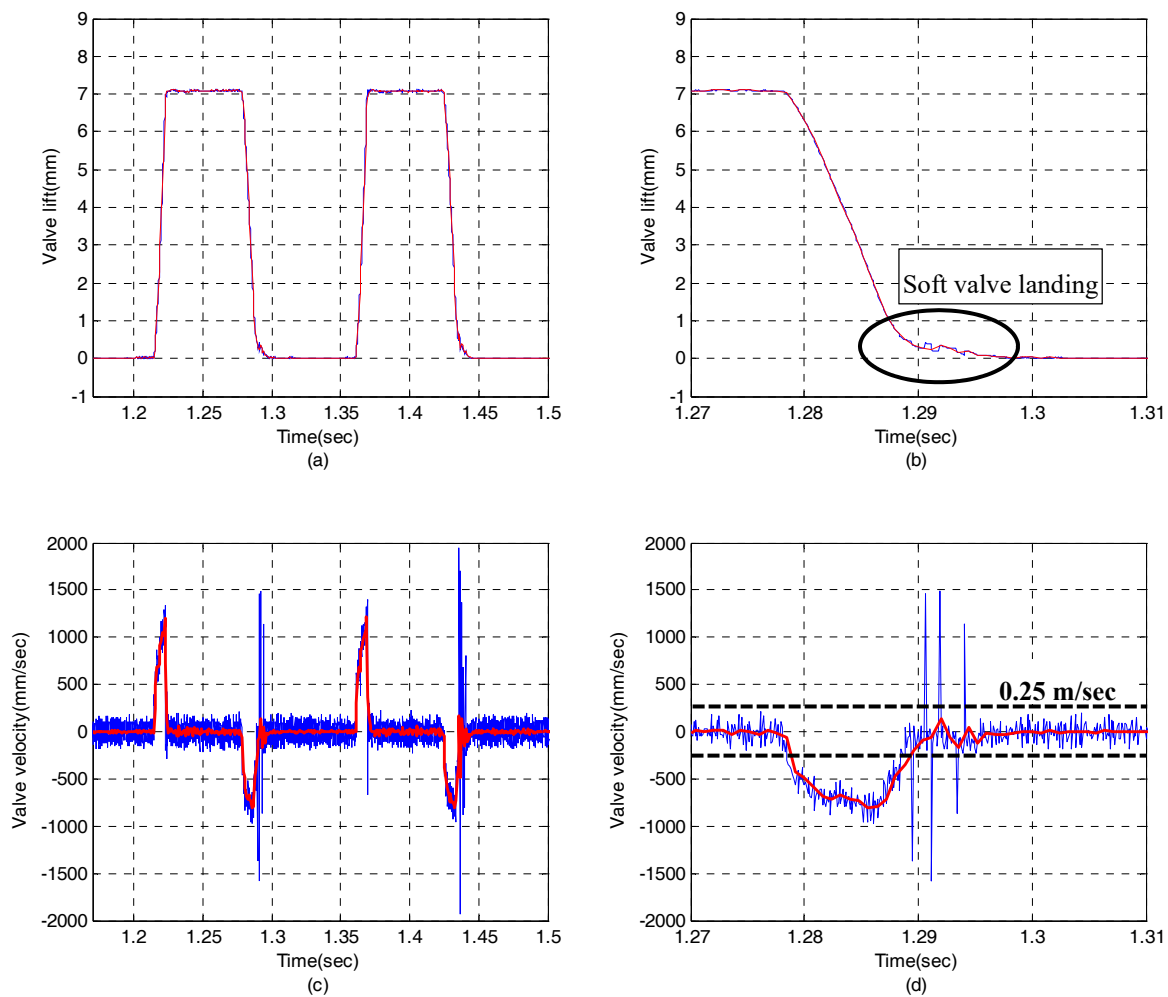 9
8
7
6
5
4
3
2
1
0
-1
Valve lift(mm)
1.2 1.25 1.3 1.35 1.4 1.45 1.5
Time(sec)
(a)
9
8
7
6
5
4
3
2
1
0
-1
Valve lift(mm)
Soft valve landing
1.27 1.28 1.29 1.3 1.31
Time(sec)
(b)
2000
1500
1000
500
0
-500
-1000
-1500
-2000
Valve velocity(mm/sec)
1.2 1.25 1.3 1.35 1.4 1.45 1.5
Time(sec)
(c)
2000
1500
1000
500
0
-500
-1000
-1500
-2000
Valve velocity(mm/sec)
0.25 m/sec
1.27 1.28 1.29 1.3 1.31
Time(sec)
(d)